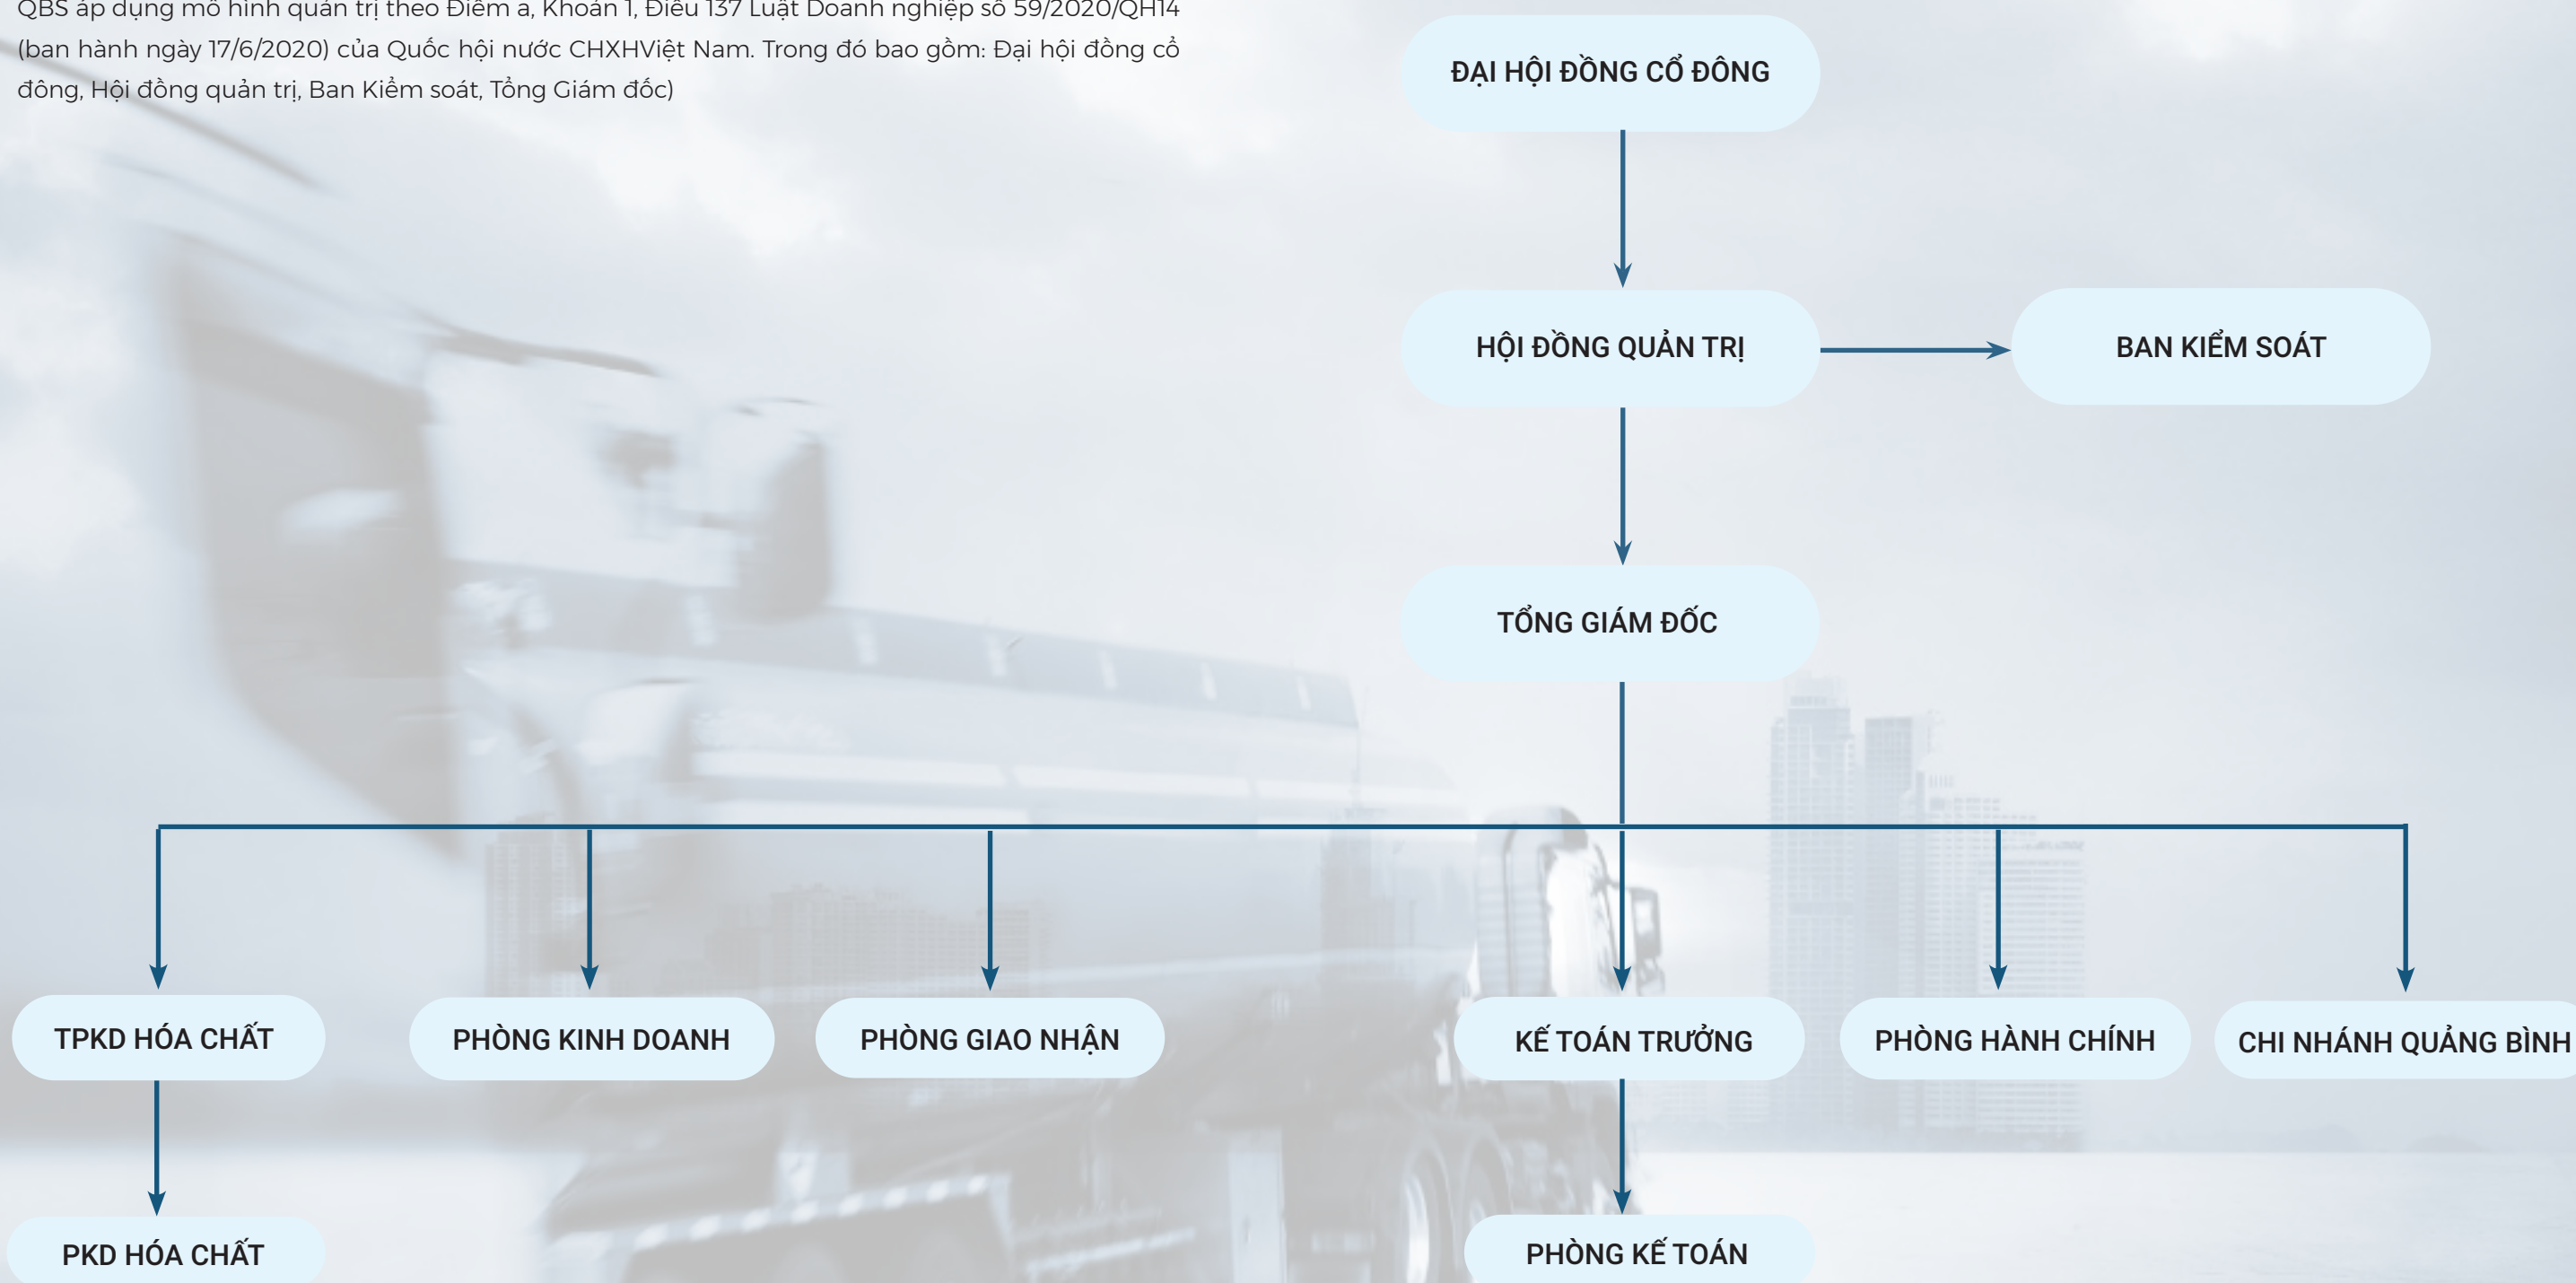 QBS áp dụng mô hình quản trị theo Điểm a, Khoản 1, Điều 137 Luật Doanh nghiệp số 59/2020/QH14
(ban hành ngày 17/6/2020) của Quốc hội nước CHXHViệt Nam. Trong đó bao gồm: Đại hội đồng cổ
đông, Hội đồng quản trị, Ban Kiểm soát, Tổng Giám đốc)
ĐẠI HỘI ĐỒNG CỔ ĐÔNG
HỘI ĐỒNG QUẢN TRỊ
BAN KIỂM SOÁT
TỔNG GIÁM ĐỐC
TPKD HÓA CHẤT
PHÒNG KINH DOANH
PHÒNG GIAO NHẬN
KẾ TOÁN TRƯỞNG
PHÒNG HÀNH CHÍNH
CHI NHÁNH QUẢNG BÌNH
PKD HÓA CHẤT
PHÒNG KẾ TOÁN